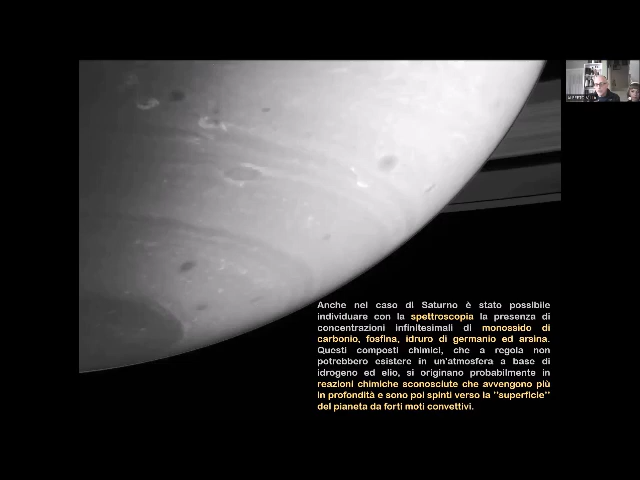 Anche nel caso di Saturno è stato possibile
individuare con la spettroscopia la presenza di
concentrazioni infinitesimali di monossido di
carbonio, fosfina, idruro di germanio ed arsina.
Questi composti chimici, che a regola non
potrebbero esistere in un'atmosfera a base di
idrogeno ed elio, si originano probabilmente in
reazioni chimiche sconosciute che avvengono più
in profondità e sono poi spinti verso la "superficie"
del pianeta da forti moti convettivi.